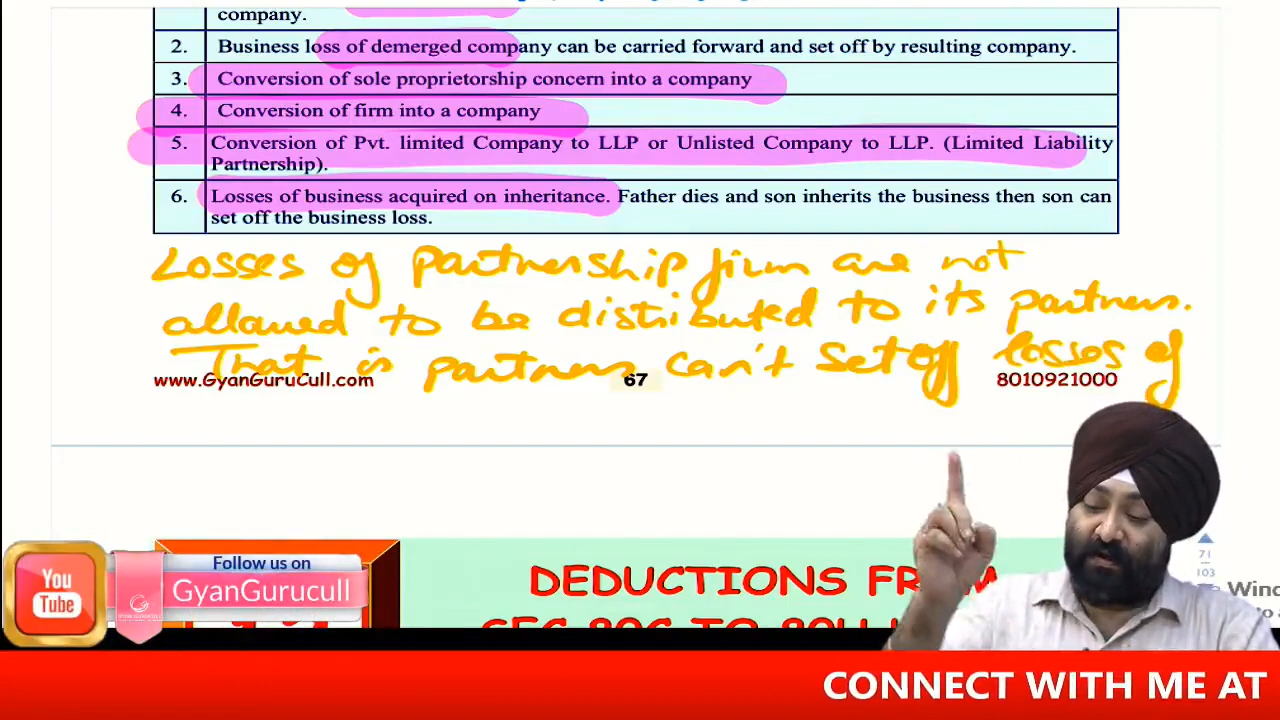 company.
2. Business loss of demerged company can be carried forward and set off by resulting company.
3. Conversion of sole proprietorship concern into a company
4. Conversion of firm into a company
5. Conversion of Pvt. limited Company to LLP or Unlisted Company to LLP. (Limited Liability
Partnership).
6. Losses of business acquired on inheritance. Father dies and son inherits the business then son can
set off the business loss.
Losses of partnership firm are not
allowed to be distributed to its partners.
That is partners can't set off losses of
www.GyanGuruCull.com 67 8010921000
71
103
Follow us on
You
Tube
GyanGurucull
DEDUCTIONS
CONNECT WITH ME AT